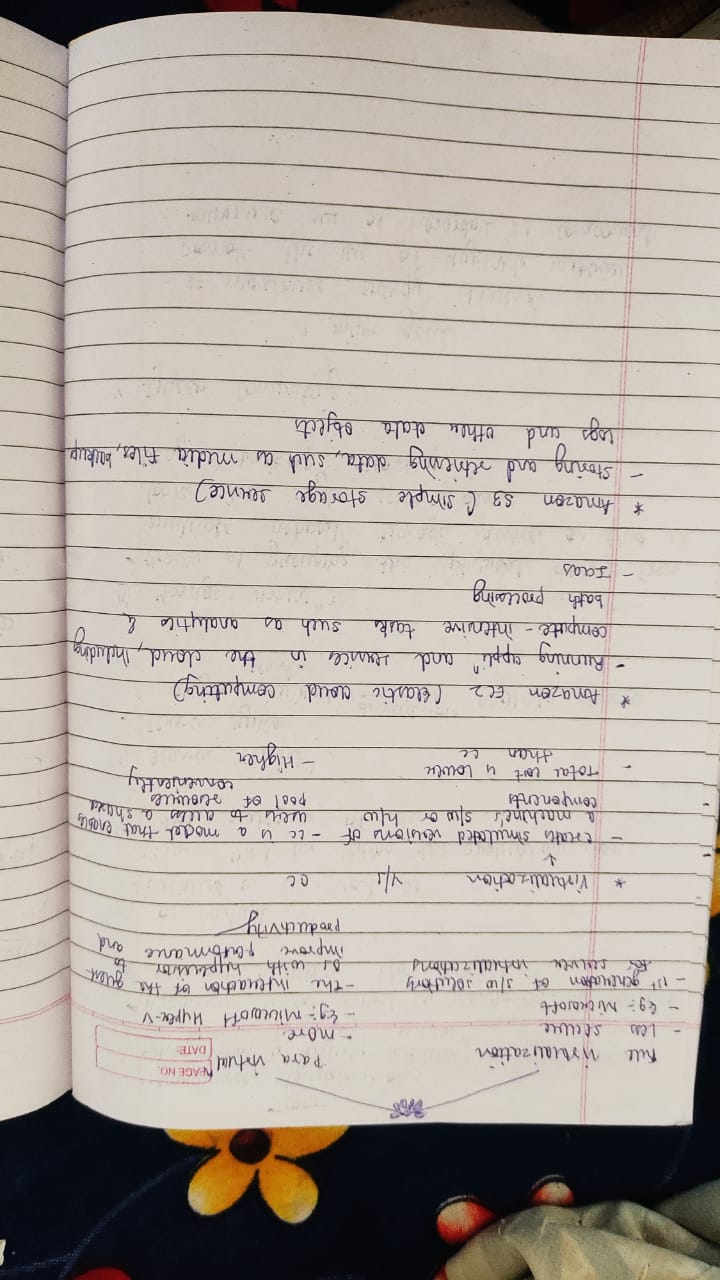 Full Virtualization
- Less secure
- Eg:- Microsoft
- 1st generation of s/w solutions
for server virtualizations
Para virtual
PAGE NO.
DATE:
- more.
- Eg:- Microsoft Hyper-V
- The interaction of the guest
os with hypervisor to
improve performance and
productivity
* Virtualization v/s cc
↓
- creates simulated versions of
a machine's s/w or h/w
components
- Total cost is lower
than cc
- cc is a model that enables
users to access a shared
pool of resources
conveniently
- Higher
* Amazon EC2 (Elastic cloud computing)
- Running appliⁿ and services in the cloud, including
compute - intensive tasks such as analytics &
bath processing
- Iaas
* Amazon S3 (simple storage service)
- Storing and retrieving data, such as media files, backup
logs and other data objects